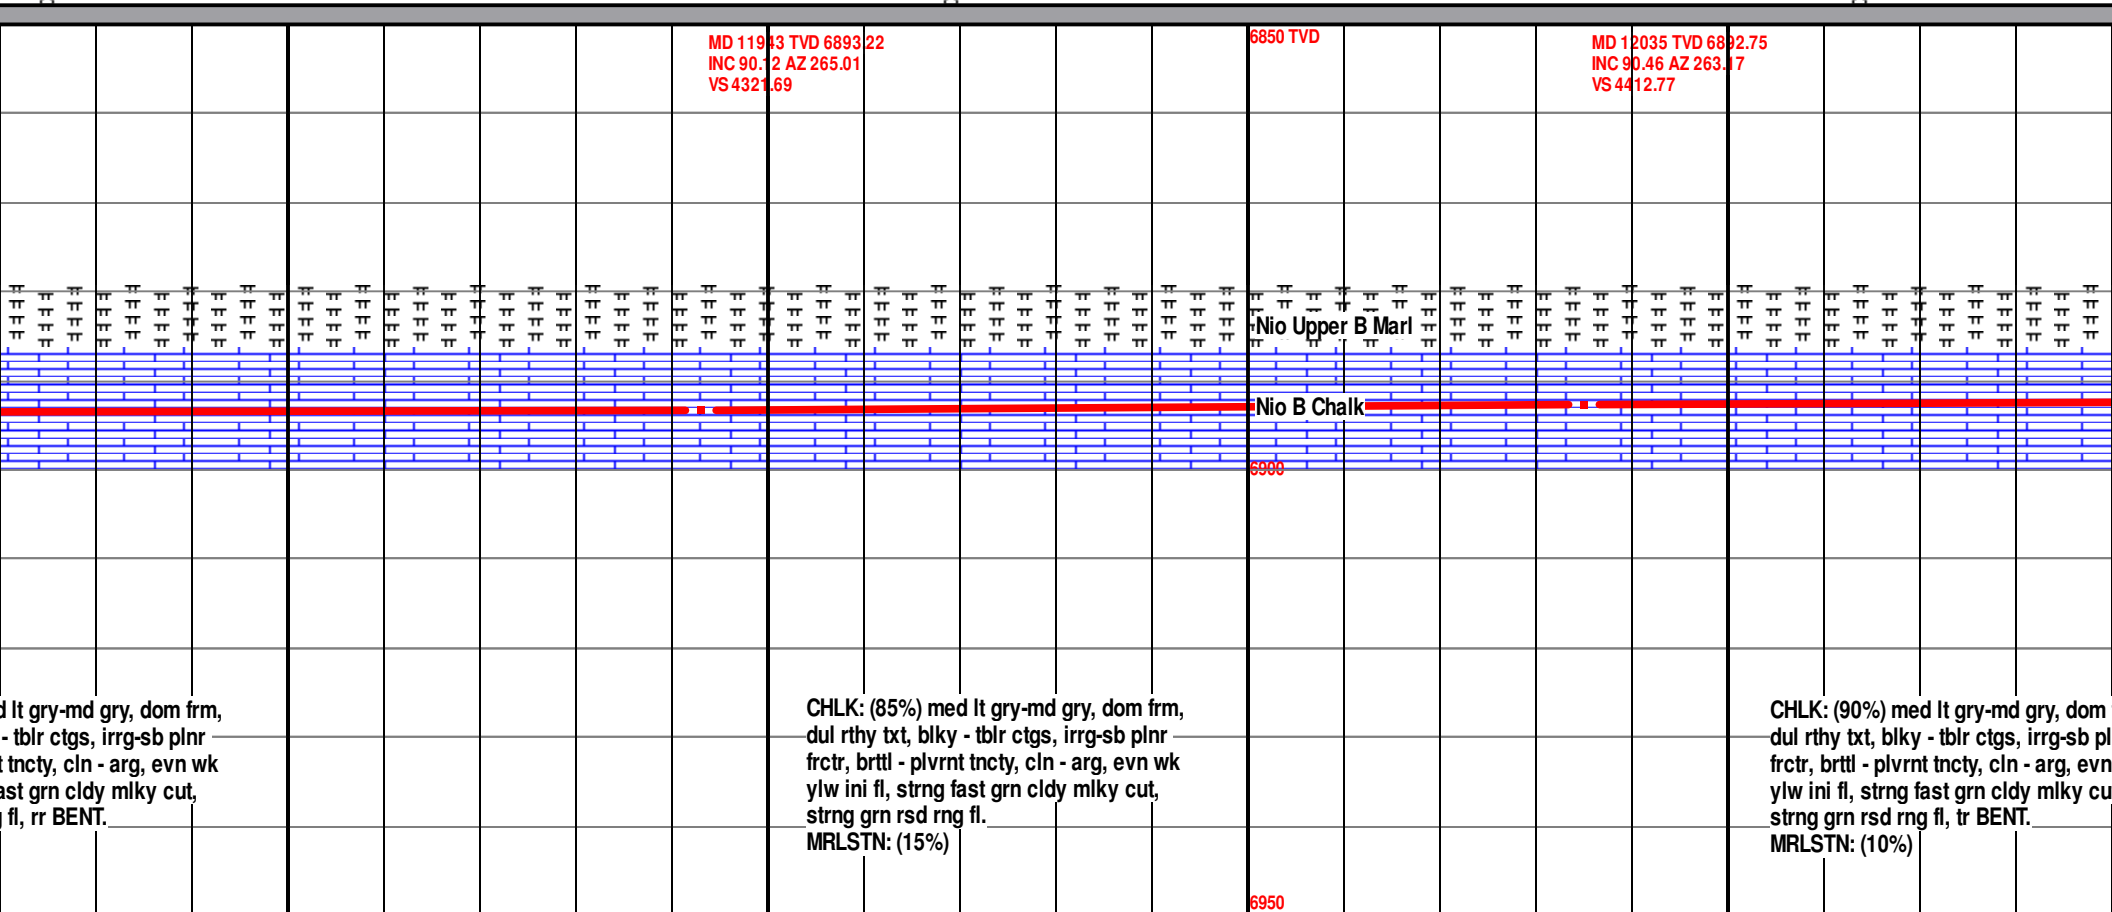 MD 11943 TVD 6893.22
INC 90.12 AZ 265.01
VS 4321.69
6850 TVD
MD 12035 TVD 6892.75
INC 90.46 AZ 263.17
VS 4412.77
Nio Upper B Marl
Nio B Chalk
6900
lt gry-md gry, dom frm,
- tblr ctgs, irrg-sb plnr
tncty, cln - arg, evn wk
grn cldy mlky cut,
fl, rr BENT.
CHLK: (85%) med lt gry-md gry, dom frm,
dul rthy txt, blky - tblr ctgs, irrg-sb plnr
frctr, brttl - plvrnt tncty, cln - arg, evn wk
ylw ini fl, strng fast grn cldy mlky cut,
strng grn rsd rng fl.
MRLSTN: (15%)
CHLK: (90%) med lt gry-md gry, dom
dul rthy txt, blky - tblr ctgs, irrg-sb pl
frctr, brttl - plvrnt tncty, cln - arg, evn
ylw ini fl, strng fast grn cldy mlky cu
strng grn rsd rng fl, tr BENT.
MRLSTN: (10%)
6950